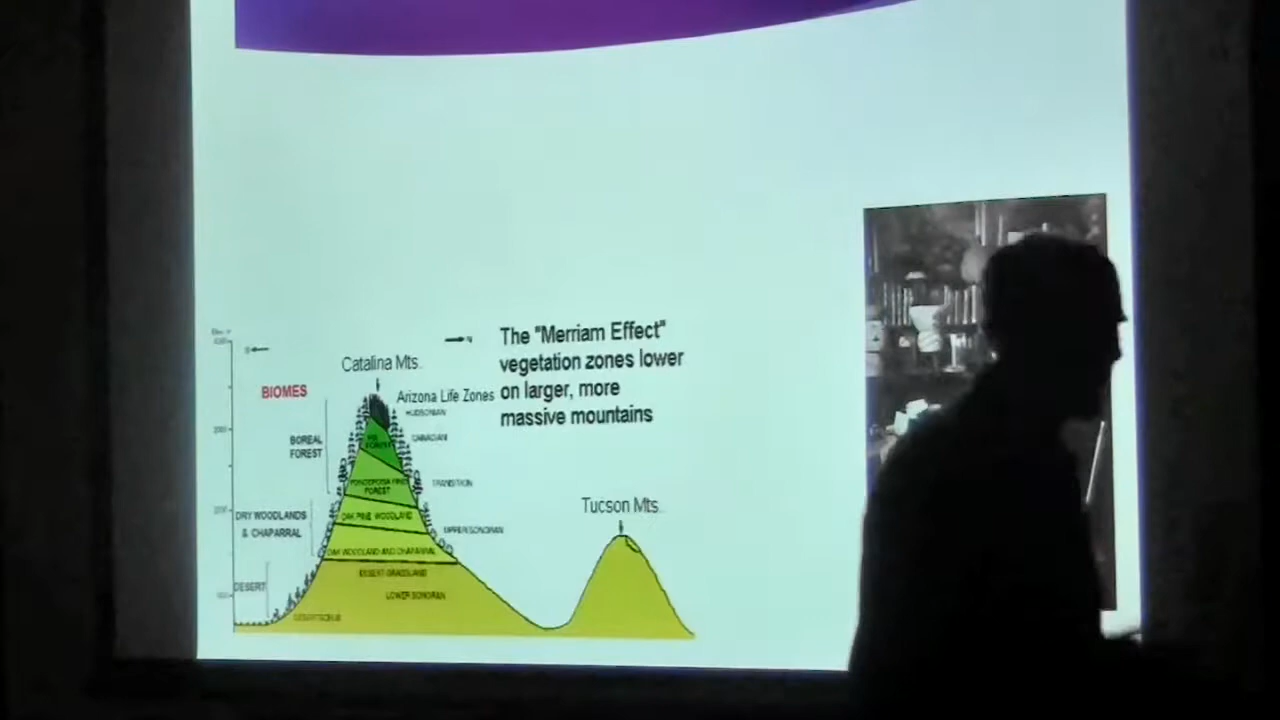 The "Merriam Effect"
vegetation zones lower
on larger, more
massive mountains
Catalina Mts.
BIOMES
Arizona Life Zones
HUDSONIAN
BOREAL
FOREST
CANADIAN
FOREST
TRANSITION
DRY WOODLANDS
& CHAPARRAL
OAK PINE WOODLAND
UPPER SONORAN
OAK WOODLAND AND CHAPARRAL
DESERT
DESERT GRASSLAND
LOWER SONORAN
Tucson Mts.